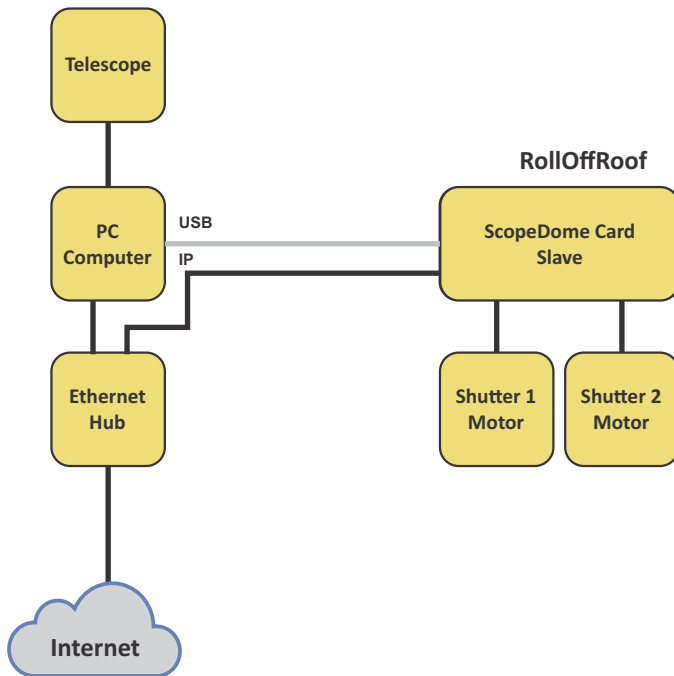 Telescope
RollOffRoof
PC
Computer
USB
IP
ScopeDome Card
Slave
Ethernet
Hub
Shutter 1
Motor
Shutter 2
Motor
Internet